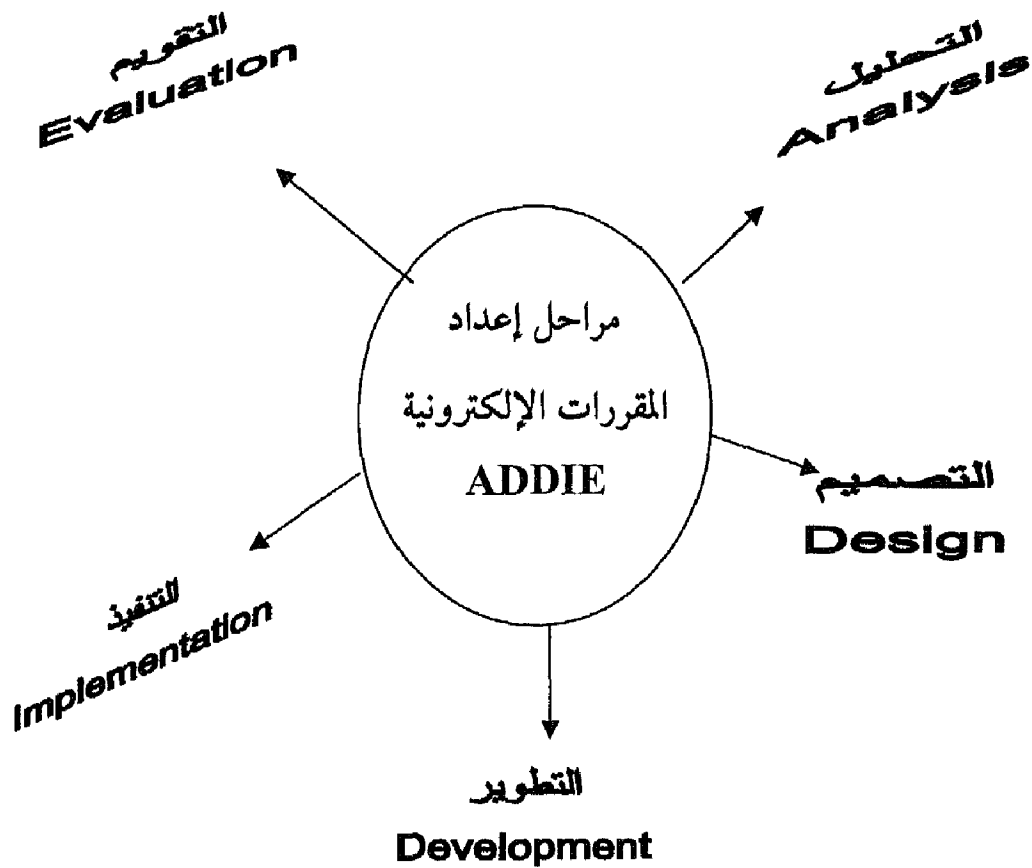 التقويم
Evaluation
التحليل
Analysis
مراحل إعداد
المقررات الإلكترونية
ADDIE
التصميم
Design
التنفيذ
Implementation
التطوير
Development